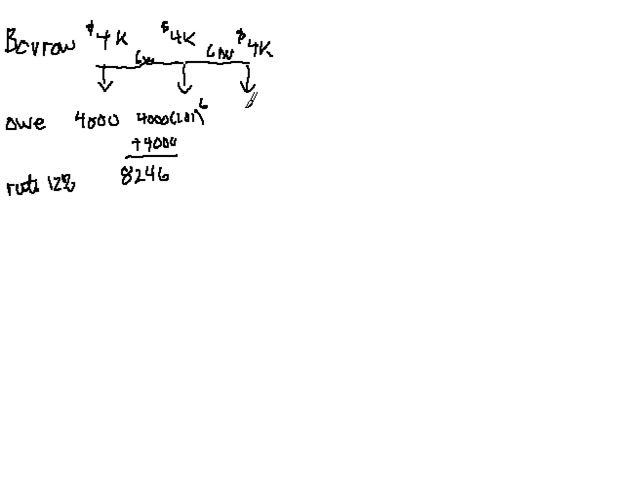 Borrow $4K $4K $4K
6m 6m
owe 4000 4000(1.01)^6
+4000
rate 12% 8246